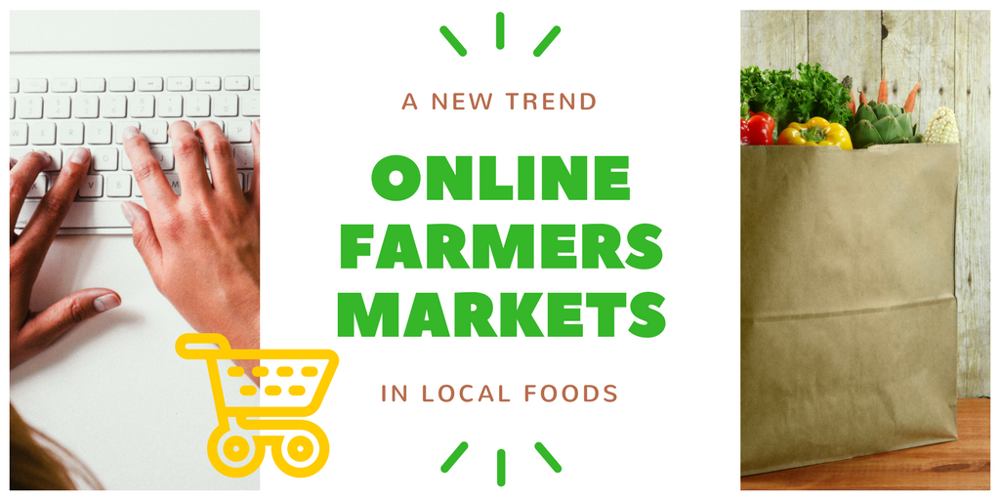 A NEW TREND
ONLINE
FARMERS
MARKETS
IN LOCAL FOODS